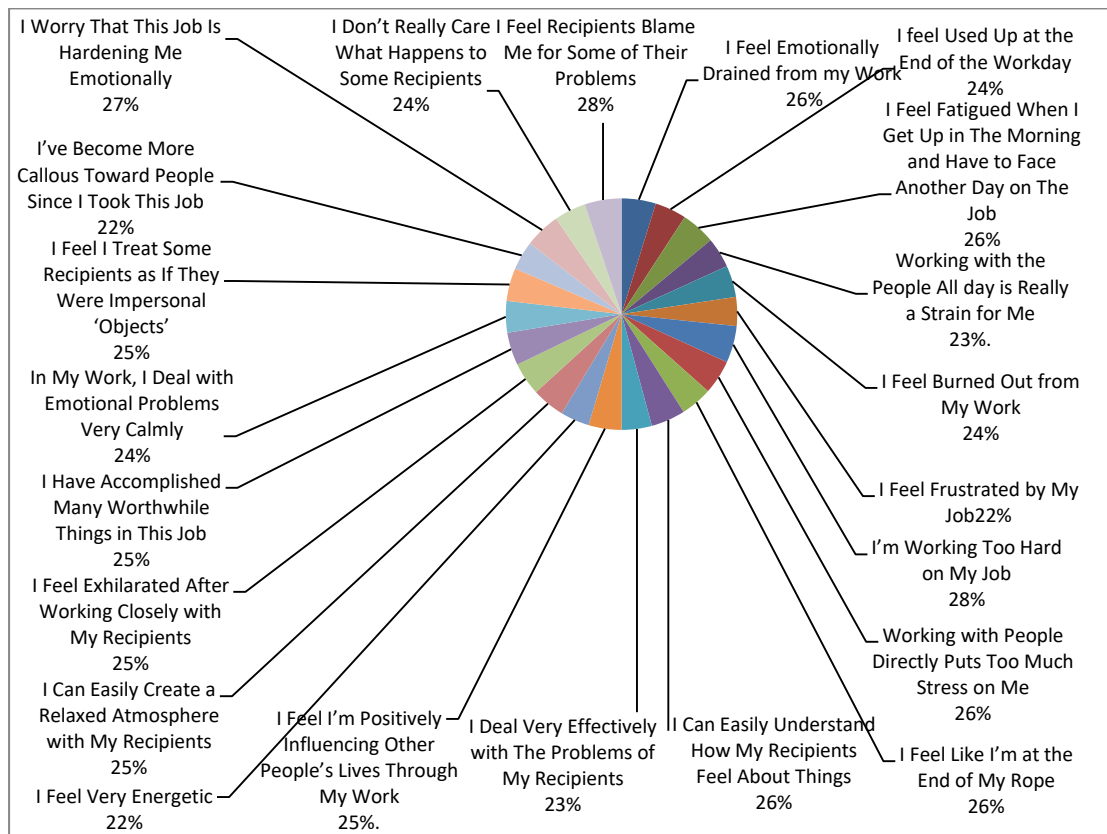 I Worry That This Job Is
Hardening Me
Emotionally
27%
I Don't Really Care
What Happens to
Some Recipients
24%
I Feel Recipients Blame
Me for Some of Their
Problems
28%
I Feel Emotionally
Drained from my Work
26%
I feel Used Up at the
End of the Workday
24%
I Feel Fatigued When I
Get Up in The Morning
and Have to Face
Another Day on The
Job
26%
Working with the
People All day is Really
a Strain for Me
23%.
I Feel Burned Out from
My Work
24%
I Feel Frustrated by My
Job22%
I'm Working Too Hard
on My Job
28%
Working with People
Directly Puts Too Much
Stress on Me
26%
I Feel Like I'm at the
End of My Rope
26%
I Can Easily Understand
How My Recipients
Feel About Things
26%
I Deal Very Effectively
with The Problems of
My Recipients
23%
I Feel I'm Positively
Influencing Other
People's Lives Through
My Work
25%.
I Feel Very Energetic
22%
I Can Easily Create a
Relaxed Atmosphere
with My Recipients
25%
I Feel Exhilarated After
Working Closely with
My Recipients
25%
I Have Accomplished
Many Worthwhile
Things in This Job
25%
In My Work, I Deal with
Emotional Problems
Very Calmly
24%
I Feel I Treat Some
Recipients as If They
Were Impersonal
'Objects'
25%
I've Become More
Callous Toward People
Since I Took This Job
22%